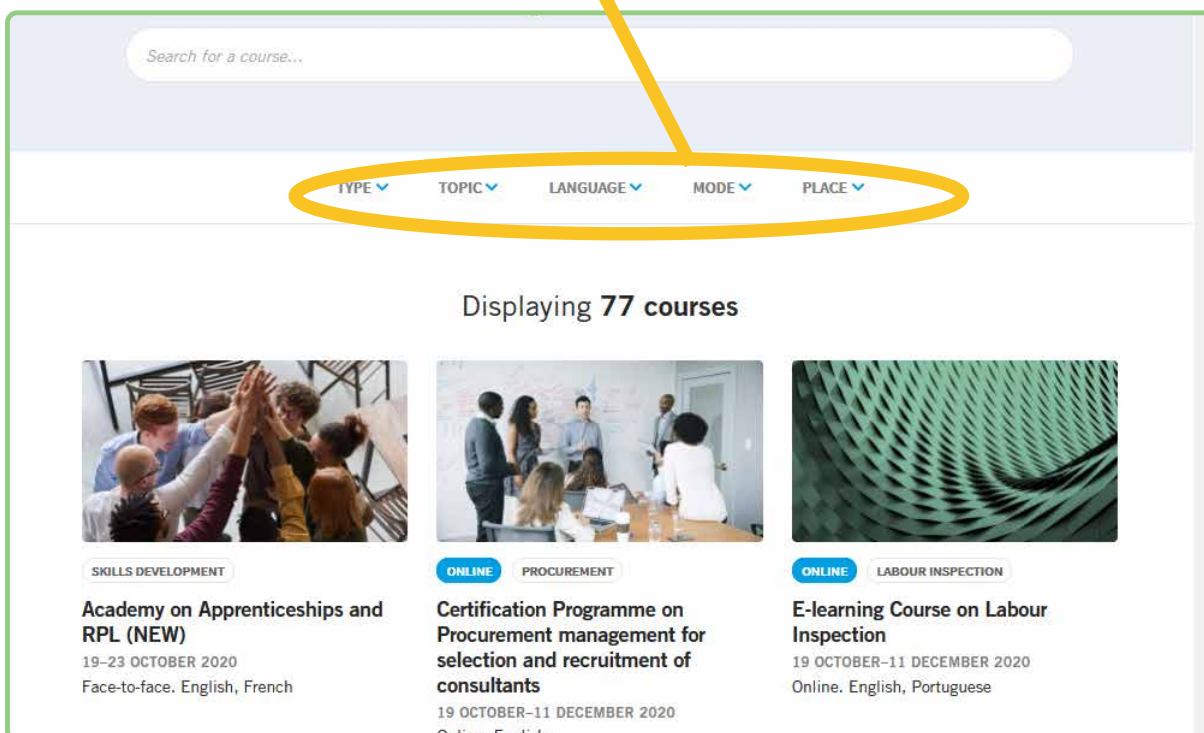 Search for a course...
TYPE TOPIC LANGUAGE MODE PLACE
Displaying 77 courses
SKILLS DEVELOPMENT
Academy on Apprenticeships and
RPL (NEW)
19–23 OCTOBER 2020
Face-to-face. English, French
ONLINE PROCUREMENT
Certification Programme on
Procurement management for
selection and recruitment of
consultants
19 OCTOBER–11 DECEMBER 2020
Online. English
ONLINE LABOUR INSPECTION
E-learning Course on Labour
Inspection
19 OCTOBER–11 DECEMBER 2020
Online. English, Portuguese